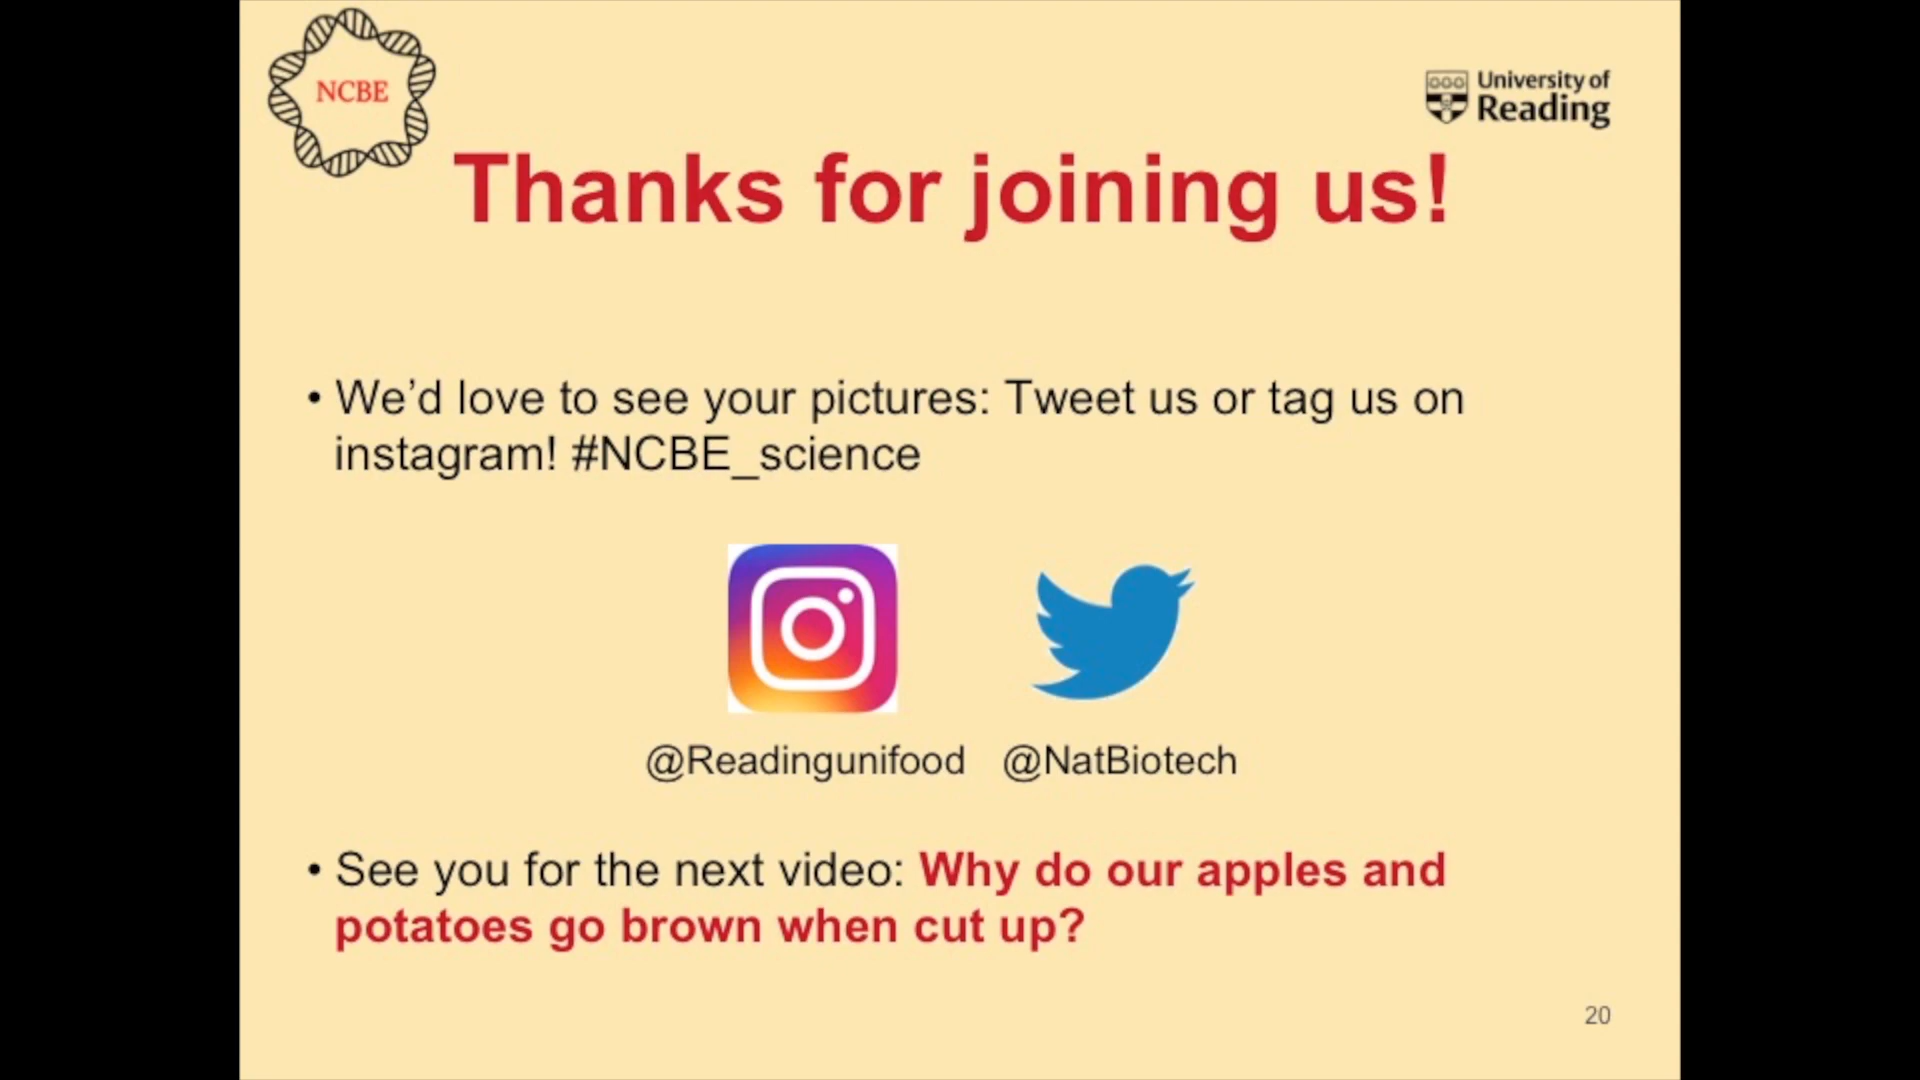 NCBE
University of
Reading
Thanks for joining us!
• We’d love to see your pictures: Tweet us or tag us on
instagram! #NCBE_science
@Readingunifood @NatBiotech
• See you for the next video: Why do our apples and
potatoes go brown when cut up?
20